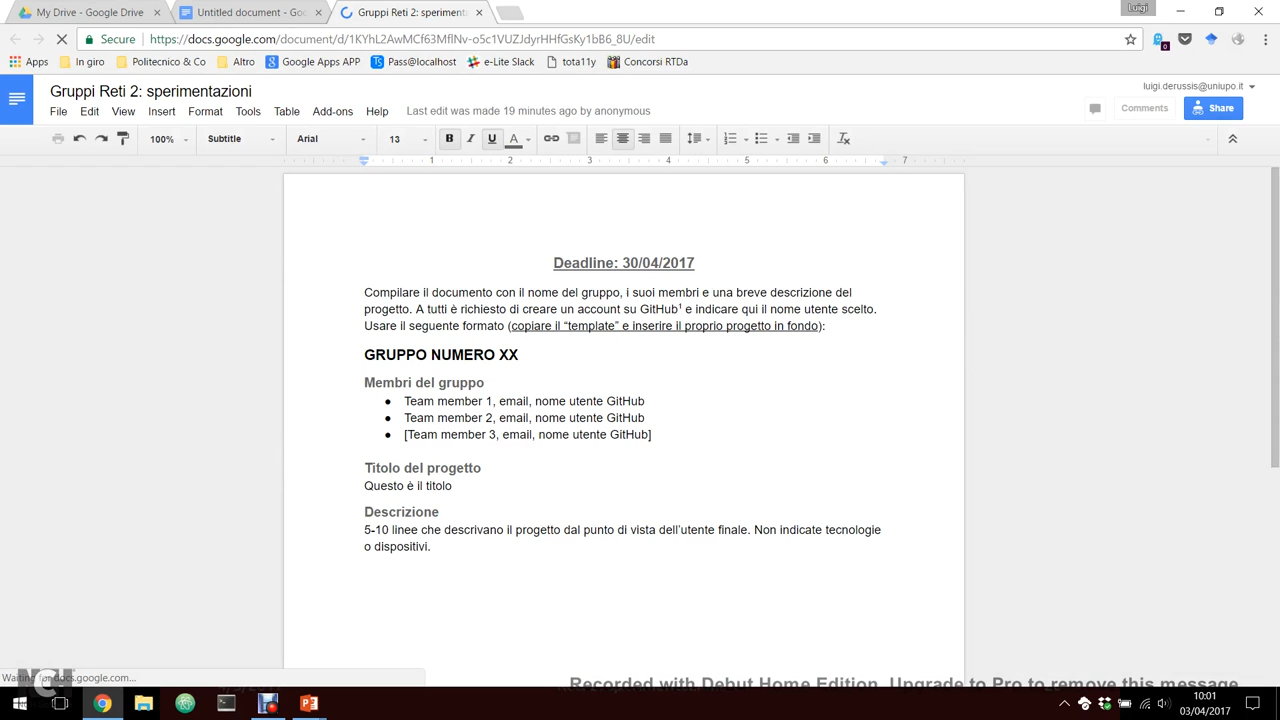 My Drive - Google Drive
Untitled document - Goo
Gruppi Reti 2: sperimenta
Luigi
Secure https://docs.google.com/document/d/1KYhL2AwMCf63MflNv-o5c1VUZJdyrHHfGsKy1bB6_8U/edit
0
Apps In giro Politecnico & Co Altro Google Apps APP Pass@localhost e-Lite Slack tota11y Concorsi RTDa
Gruppi Reti 2: sperimentazioni
luigi.derussis@uniupo.it
File Edit View Insert Format Tools Table Add-ons Help Last edit was made 19 minutes ago by anonymous
Comments Share
100% Subtitle Arial 13 B I U A
1 2 3 4 5 6 7
Deadline: 30/04/2017
Compilare il documento con il nome del gruppo, i suoi membri e una breve descrizione del
progetto. A tutti è richiesto di creare un account su GitHub¹ e indicare qui il nome utente scelto.
Usare il seguente formato (copiare il “template” e inserire il proprio progetto in fondo):
GRUPPO NUMERO XX
Membri del gruppo
● Team member 1, email, nome utente GitHub
● Team member 2, email, nome utente GitHub
● [Team member 3, email, nome utente GitHub]
Titolo del progetto
Questo è il titolo
Descrizione
5-10 linee che descrivano il progetto dal punto di vista dell’utente finale. Non indicate tecnologie
o dispositivi.
Waiting for docs.google.com...
Recorded with Debut Home Edition. Upgrade to Pro to remove this message
10:01
03/04/2017